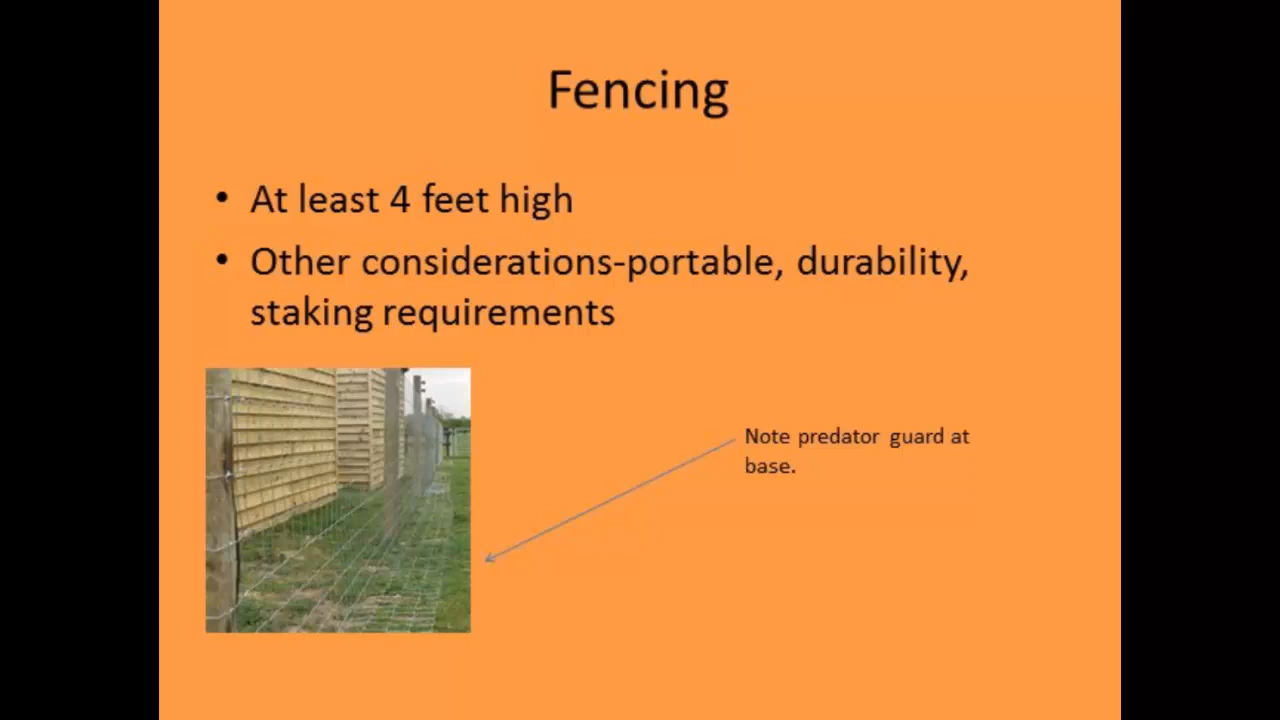 Fencing
• At least 4 feet high
• Other considerations-portable, durability,
staking requirements
Note predator guard at
base.